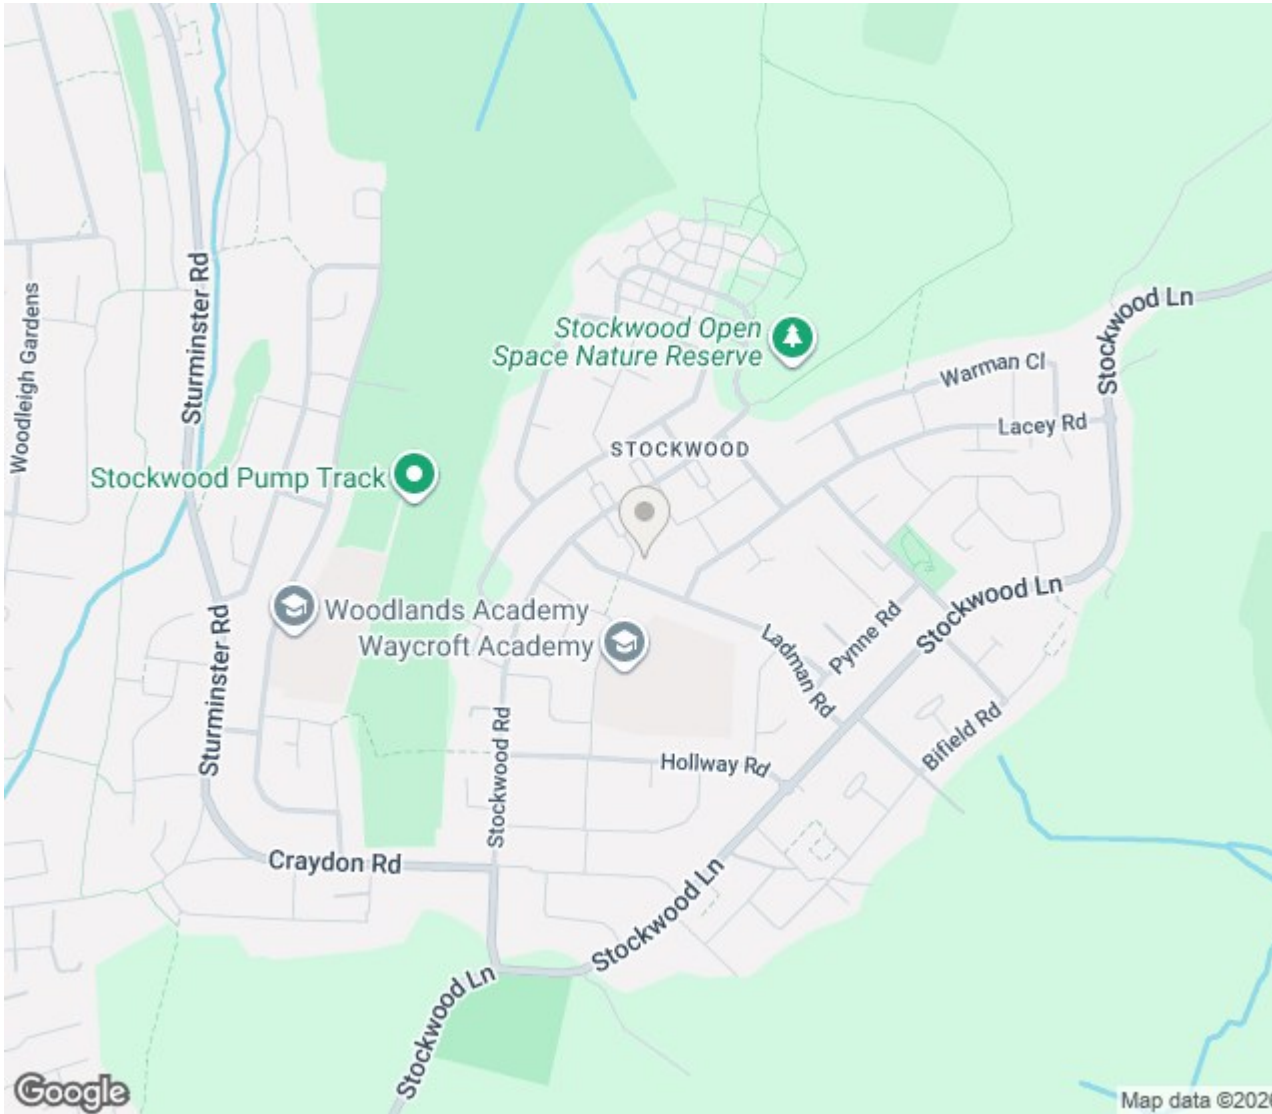 Stockwood Ln
Sturminster Rd
Woodleigh Gardens
Stockwood Open
Space Nature Reserve
Warman Cl
Lacey Rd
STOCKWOOD
Stockwood Pump Track
Stockwood Ln
Woodlands Academy
Waycroft Academy
Pynne Rd
Ladman Rd
Sturminster Rd
Stockwood Rd
Bifield Rd
Hollway Rd
Craydon Rd
Stockwood Ln
Stockwood Ln
Google
Map data ©2026